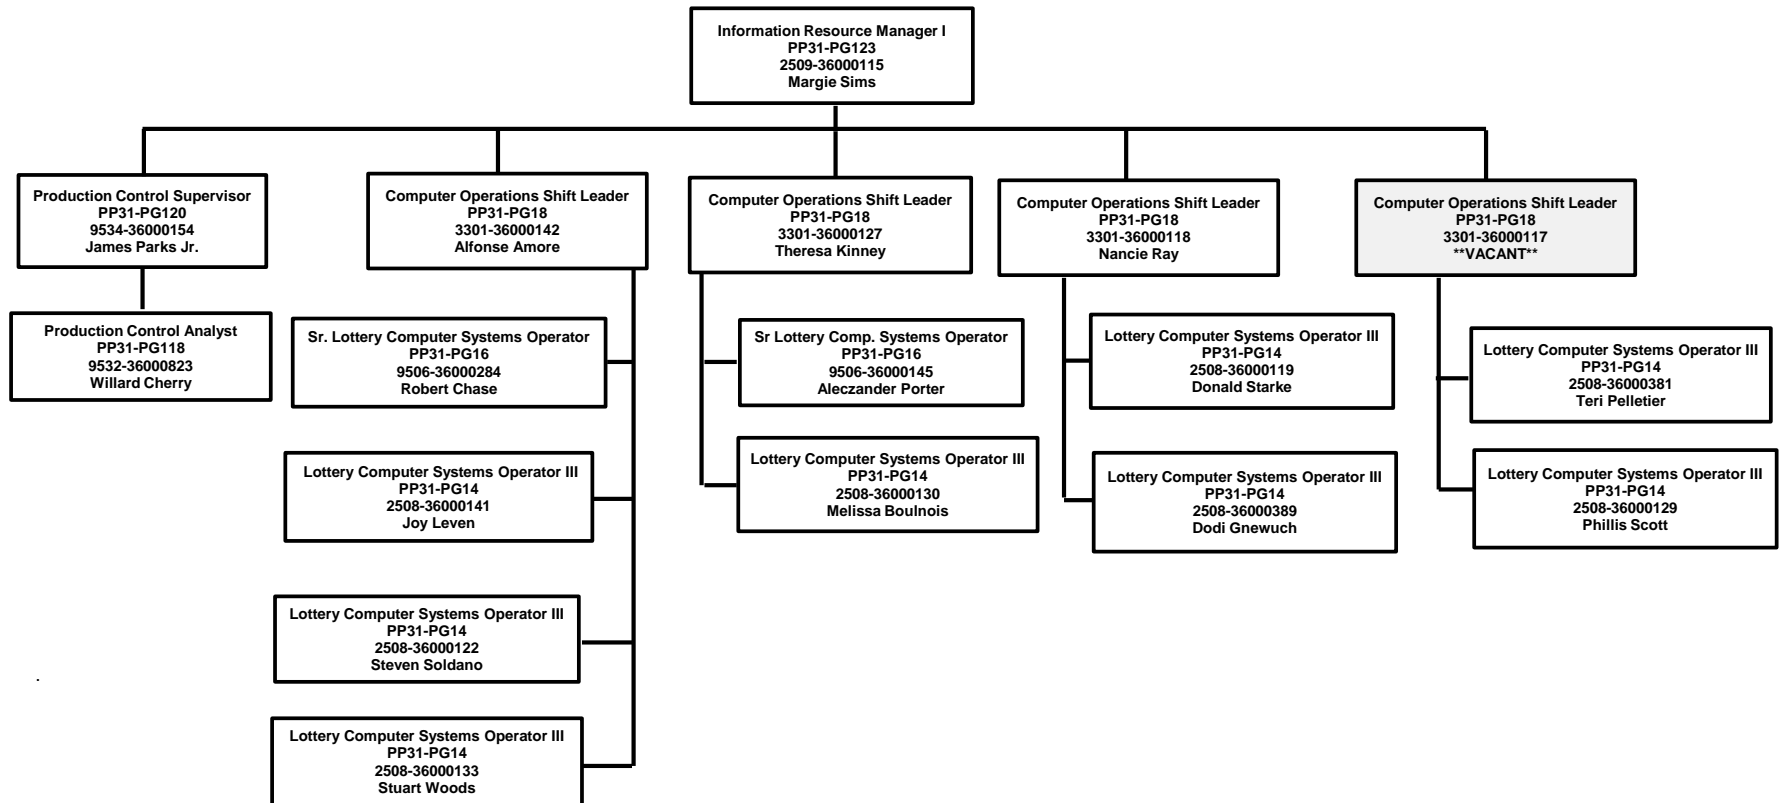 Information Resource Manager I
PP31-PG123
2509-36000115
Margie Sims
Production Control Supervisor
PP31-PG120
9534-36000154
James Parks Jr.
Computer Operations Shift Leader
PP31-PG18
3301-36000142
Alfonse Amore
Computer Operations Shift Leader
PP31-PG18
3301-36000127
Theresa Kinney
Computer Operations Shift Leader
PP31-PG18
3301-36000118
Nancie Ray
Computer Operations Shift Leader
PP31-PG18
3301-36000117
**VACANT**
Production Control Analyst
PP31-PG118
9532-36000823
Willard Cherry
Sr. Lottery Computer Systems Operator
PP31-PG16
9506-36000284
Robert Chase
Sr Lottery Comp. Systems Operator
PP31-PG16
9506-36000145
Aleczander Porter
Lottery Computer Systems Operator III
PP31-PG14
2508-36000119
Donald Starke
Lottery Computer Systems Operator III
PP31-PG14
2508-36000381
Teri Pelletier
Lottery Computer Systems Operator III
PP31-PG14
2508-36000141
Joy Leven
Lottery Computer Systems Operator III
PP31-PG14
2508-36000130
Melissa Boulnois
Lottery Computer Systems Operator III
PP31-PG14
2508-36000389
Dodi Gnewuch
Lottery Computer Systems Operator III
PP31-PG14
2508-36000129
Phillis Scott
Lottery Computer Systems Operator III
PP31-PG14
2508-36000122
Steven Soldano
.
Lottery Computer Systems Operator III
PP31-PG14
2508-36000133
Stuart Woods